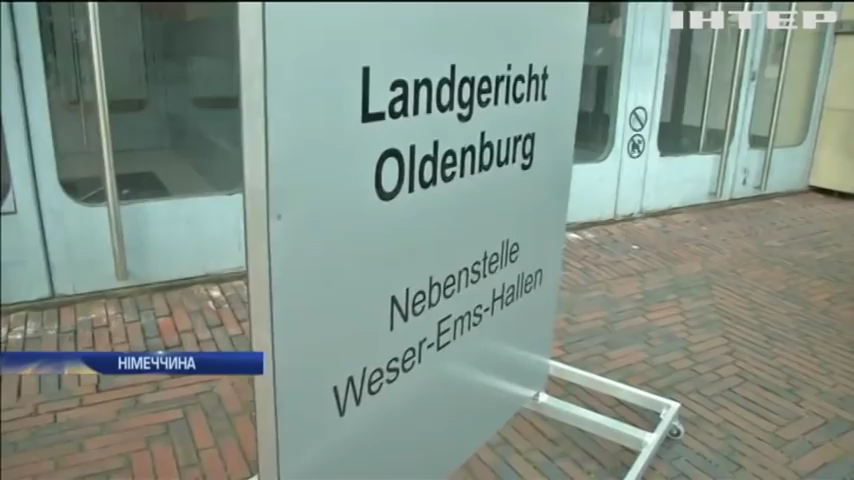 ІНТЕР
Landgericht
Oldenburg
Nebenstelle
Weser-Ems-Hallen
НІМЕЧЧИНА